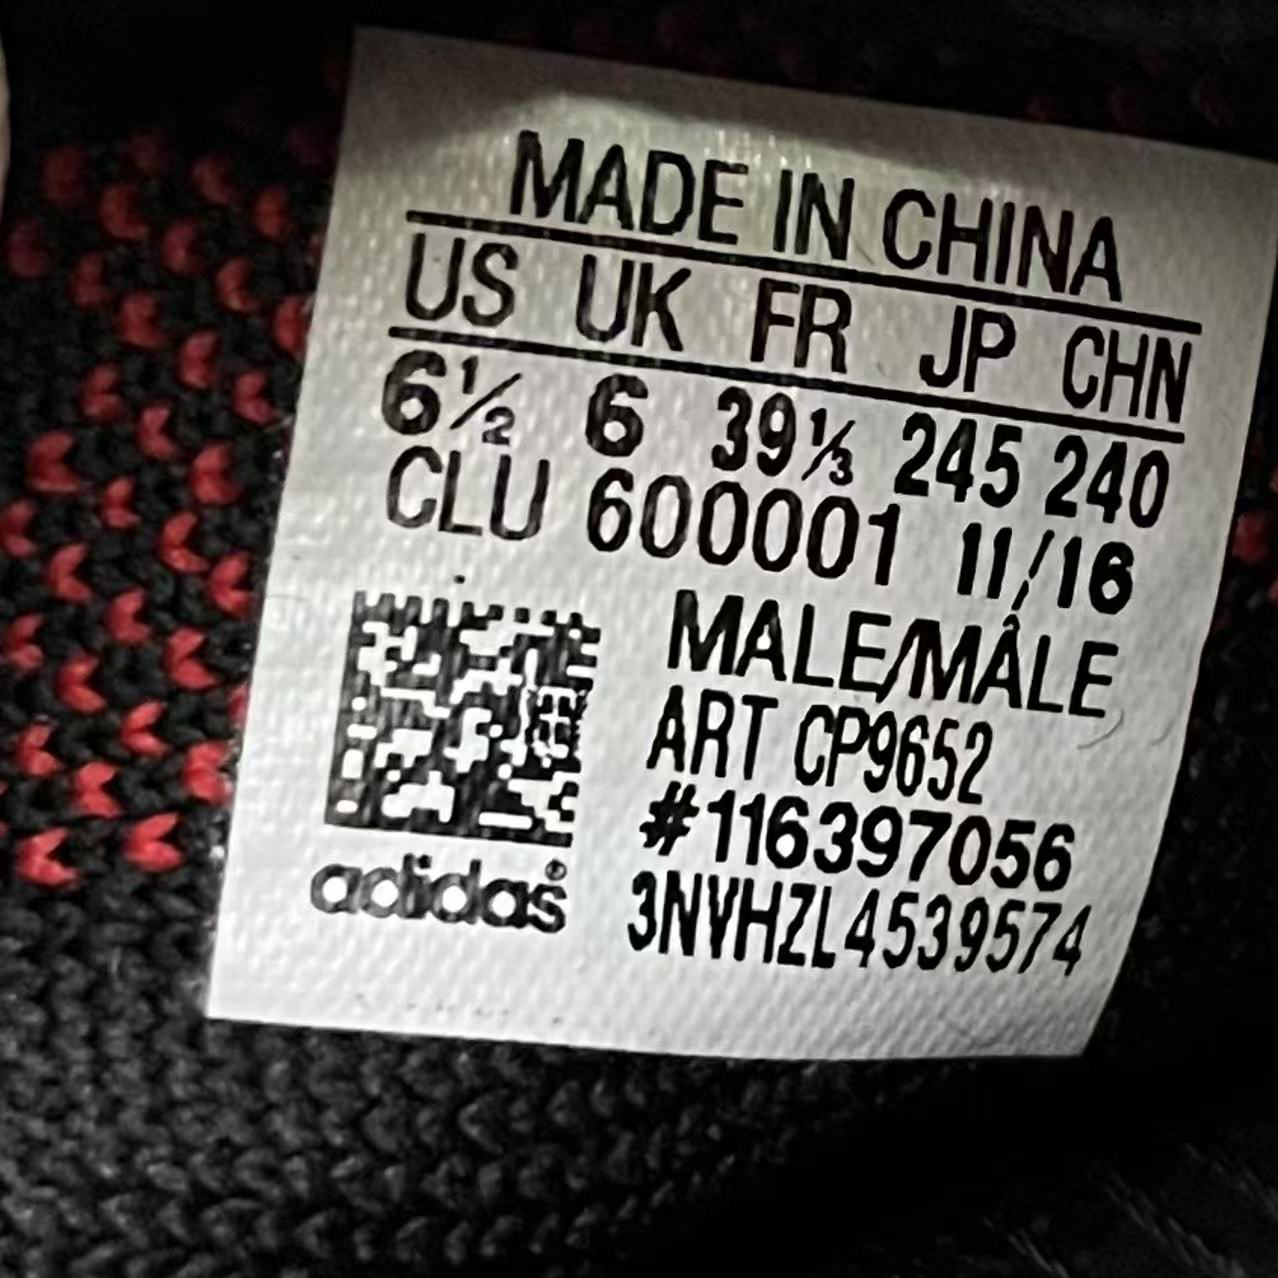 MADE IN CHINA
US UK FR JP CHN
6½ 6 39⅓ 245 240
CLU 600001 11/16
MALE/MÂLE
ART CP9652
#116397056
adidas®
3NVHZL4539574